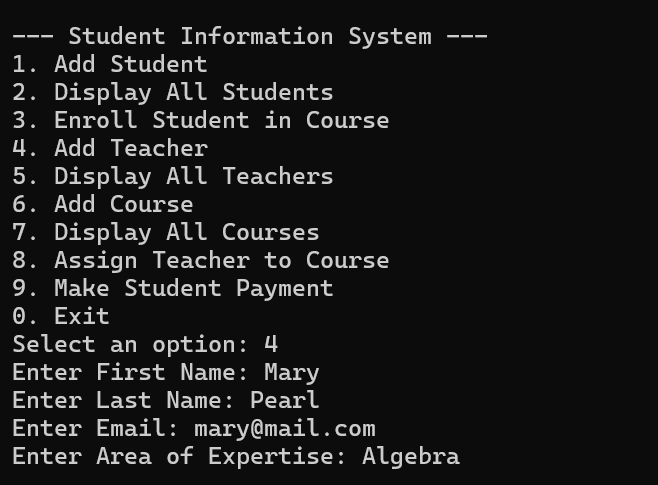 --- Student Information System ---
1. Add Student
2. Display All Students
3. Enroll Student in Course
4. Add Teacher
5. Display All Teachers
6. Add Course
7. Display All Courses
8. Assign Teacher to Course
9. Make Student Payment
0. Exit
Select an option: 4
Enter First Name: Mary
Enter Last Name: Pearl
Enter Email: mary@mail.com
Enter Area of Expertise: Algebra